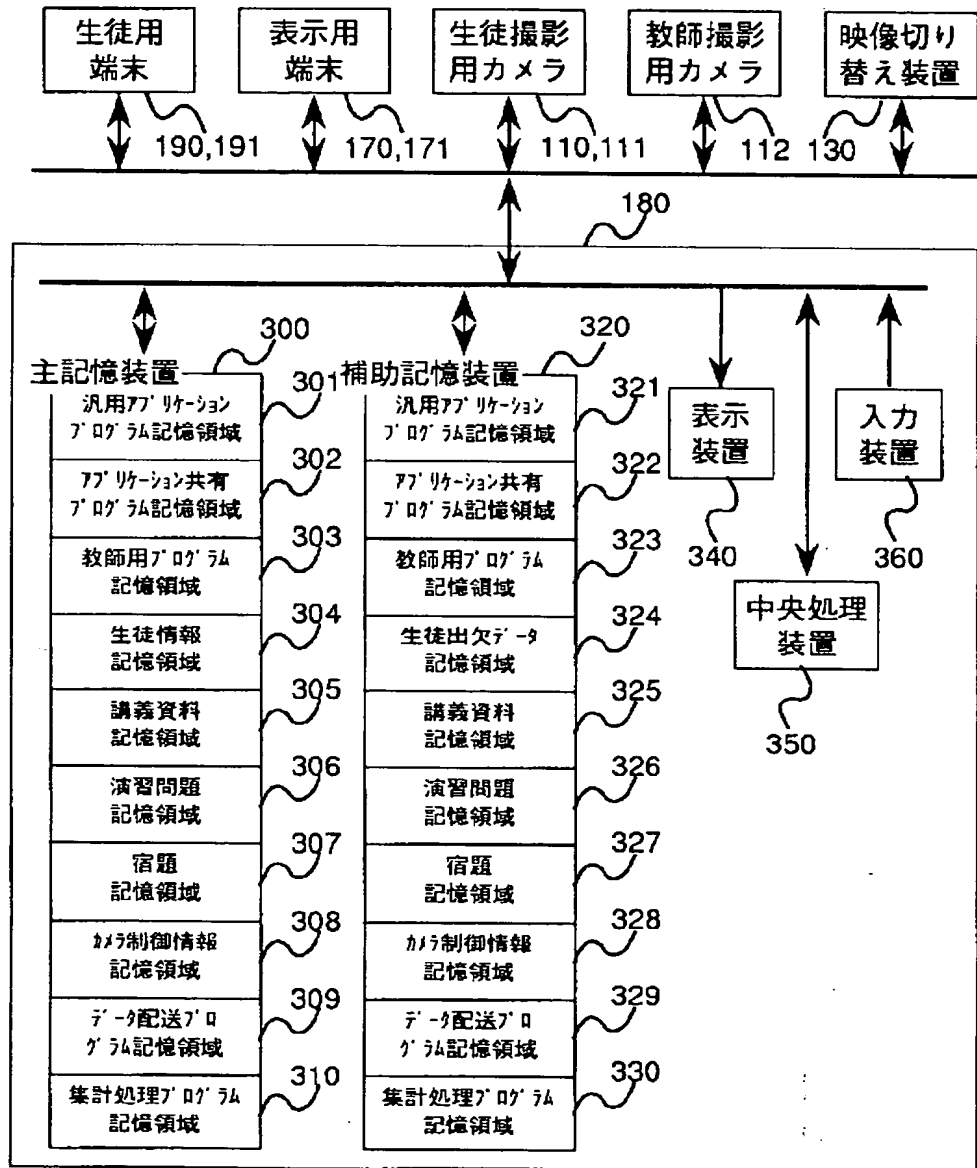 生徒用
端末
表示用
端末
生徒撮影
用カメラ
教師撮影
用カメラ
映像切り
替え装置
190,191
170,171
110,111
112
130
180
300
主記憶装置
301
汎用ｱﾌﾟﾘｹｰｼｮﾝ
ﾌﾟﾛｸﾞﾗﾑ記憶領域
302
ｱﾌﾟﾘｹｰｼｮﾝ共有
ﾌﾟﾛｸﾞﾗﾑ記憶領域
303
教師用ﾌﾟﾛｸﾞﾗﾑ
記憶領域
304
生徒情報
記憶領域
305
講義資料
記憶領域
306
演習問題
記憶領域
307
宿題
記憶領域
308
ｶﾒﾗ制御情報
記憶領域
309
ﾃﾞｰﾀ配送ﾌﾟﾛ
ｸﾞﾗﾑ記憶領域
310
集計処理ﾌﾟﾛｸﾞﾗﾑ
記憶領域
320
補助記憶装置
321
汎用ｱﾌﾟﾘｹｰｼｮﾝ
ﾌﾟﾛｸﾞﾗﾑ記憶領域
322
ｱﾌﾟﾘｹｰｼｮﾝ共有
ﾌﾟﾛｸﾞﾗﾑ記憶領域
323
教師用ﾌﾟﾛｸﾞﾗﾑ
記憶領域
324
生徒出欠ﾃﾞｰﾀ
記憶領域
325
講義資料
記憶領域
326
演習問題
記憶領域
327
宿題
記憶領域
328
ｶﾒﾗ制御情報
記憶領域
329
ﾃﾞｰﾀ配送ﾌﾟﾛ
ｸﾞﾗﾑ記憶領域
330
集計処理ﾌﾟﾛｸﾞﾗﾑ
記憶領域
表示
装置
340
入力
装置
360
中央処理
装置
350